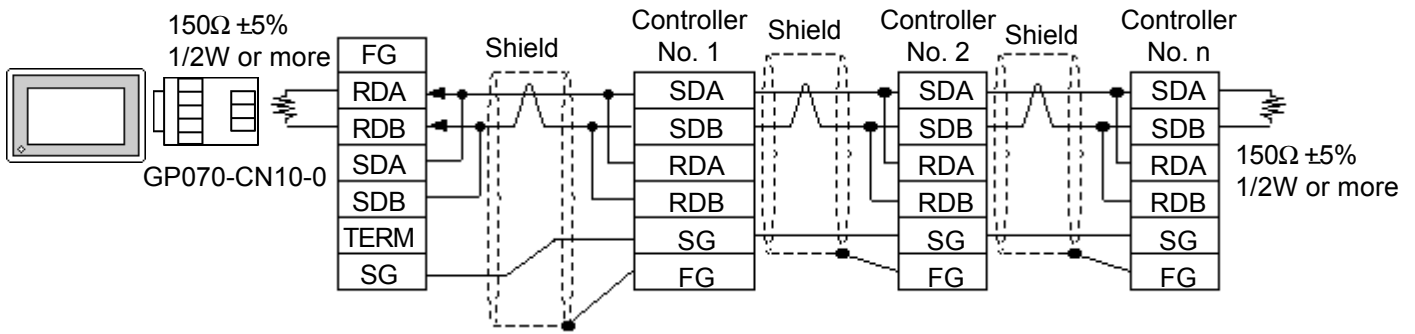 150Ω ±5%
1/2W or more
GP070-CN10-0
FG
RDA
RDB
SDA
SDB
TERM
SG
Shield
Controller
No. 1
SDA
SDB
RDA
RDB
SG
FG
Shield
Controller
No. 2
SDA
SDB
RDA
RDB
SG
FG
Shield
Controller
No. n
SDA
SDB
RDA
RDB
SG
FG
150Ω ±5%
1/2W or more